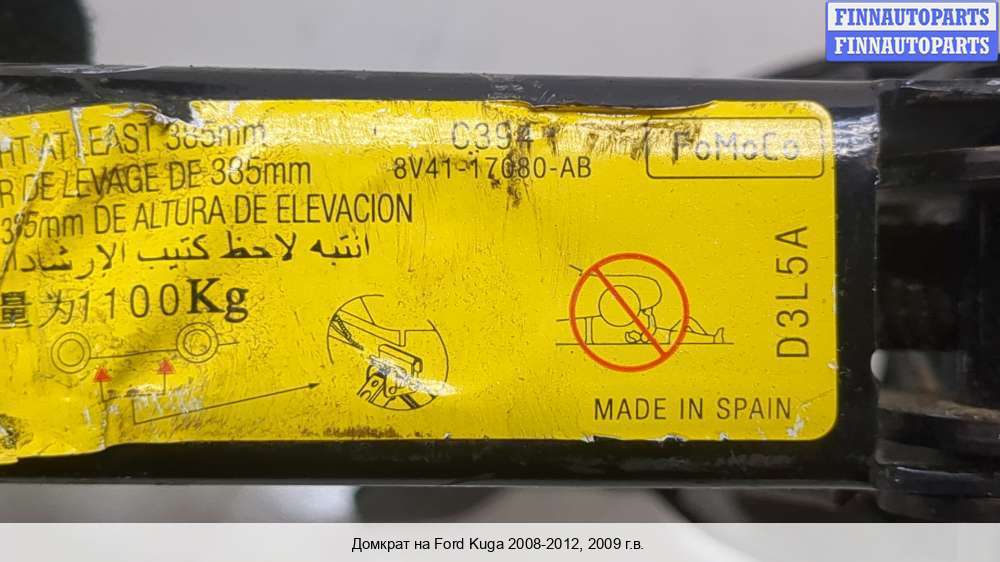 FINNAUTOPARTS
FINNAUTOPARTS
HT AT LEAST 385mm
C394
FoMoCo
8V41-17080-AB
R DE LEVAGE DE 385mm
385mm DE ALTURA DE ELEVACION
انتبه لاحظ كتيب الارشادا
量为1100Kg
D3L5A
MADE IN SPAIN
Домкрат на Ford Kuga 2008-2012, 2009 г.в.